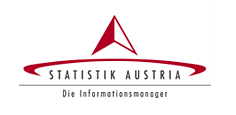 STATISTIK AUSTRIA
Die Informationsmanager